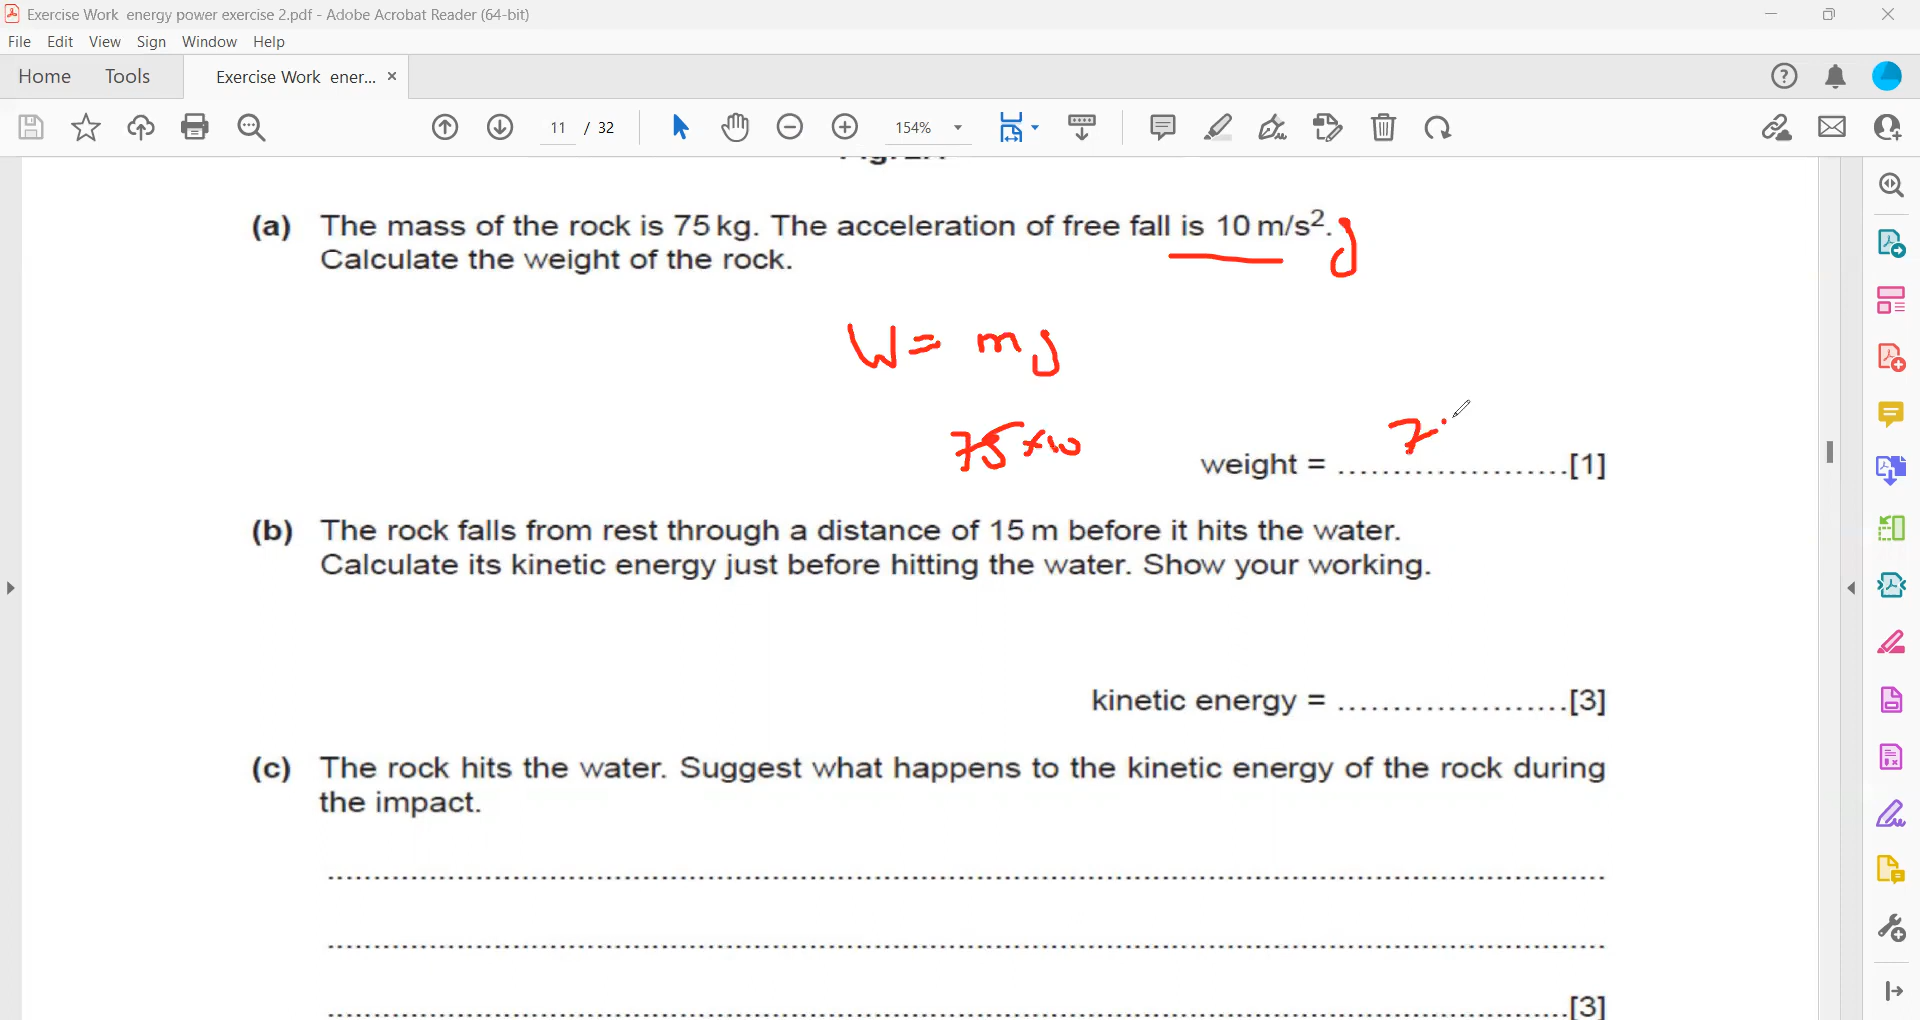 Exercise Work energy power exercise 2.pdf - Adobe Acrobat Reader (64-bit)
File Edit View Sign Window Help
Home Tools Exercise Work ener... ×
11 / 32 154%
(a) The mass of the rock is 75 kg. The acceleration of free fall is 10 m/s². g
Calculate the weight of the rock.
W = mg
75×10
7
weight = ......................[1]
(b) The rock falls from rest through a distance of 15 m before it hits the water.
Calculate its kinetic energy just before hitting the water. Show your working.
kinetic energy = ......................[3]
(c) The rock hits the water. Suggest what happens to the kinetic energy of the rock during
the impact.
[3]